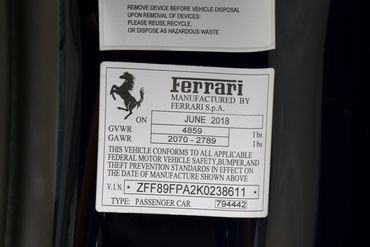 REMOVE DEVICE BEFORE VEHICLE DISPOSAL
UPON REMOVAL OF DEVICES:
PLEASE REUSE, RECYCLE,
OR DISPOSE AS HAZARDOUS WASTE
Ferrari
MANUFACTURED BY
FERRARI S.p.A.
ON JUNE 2018
GVWR 4859 lbs
GAWR 2070 - 2789 lbs
THIS VEHICLE CONFORMS TO ALL APPLICABLE
FEDERAL MOTOR VEHICLE SAFETY, BUMPER, AND
THEFT PREVENTION STANDARDS IN EFFECT ON
THE DATE OF MANUFACTURE SHOWN ABOVE
V.I.N. * ZFF89FPA2K0238611 *
TYPE: PASSENGER CAR 794442